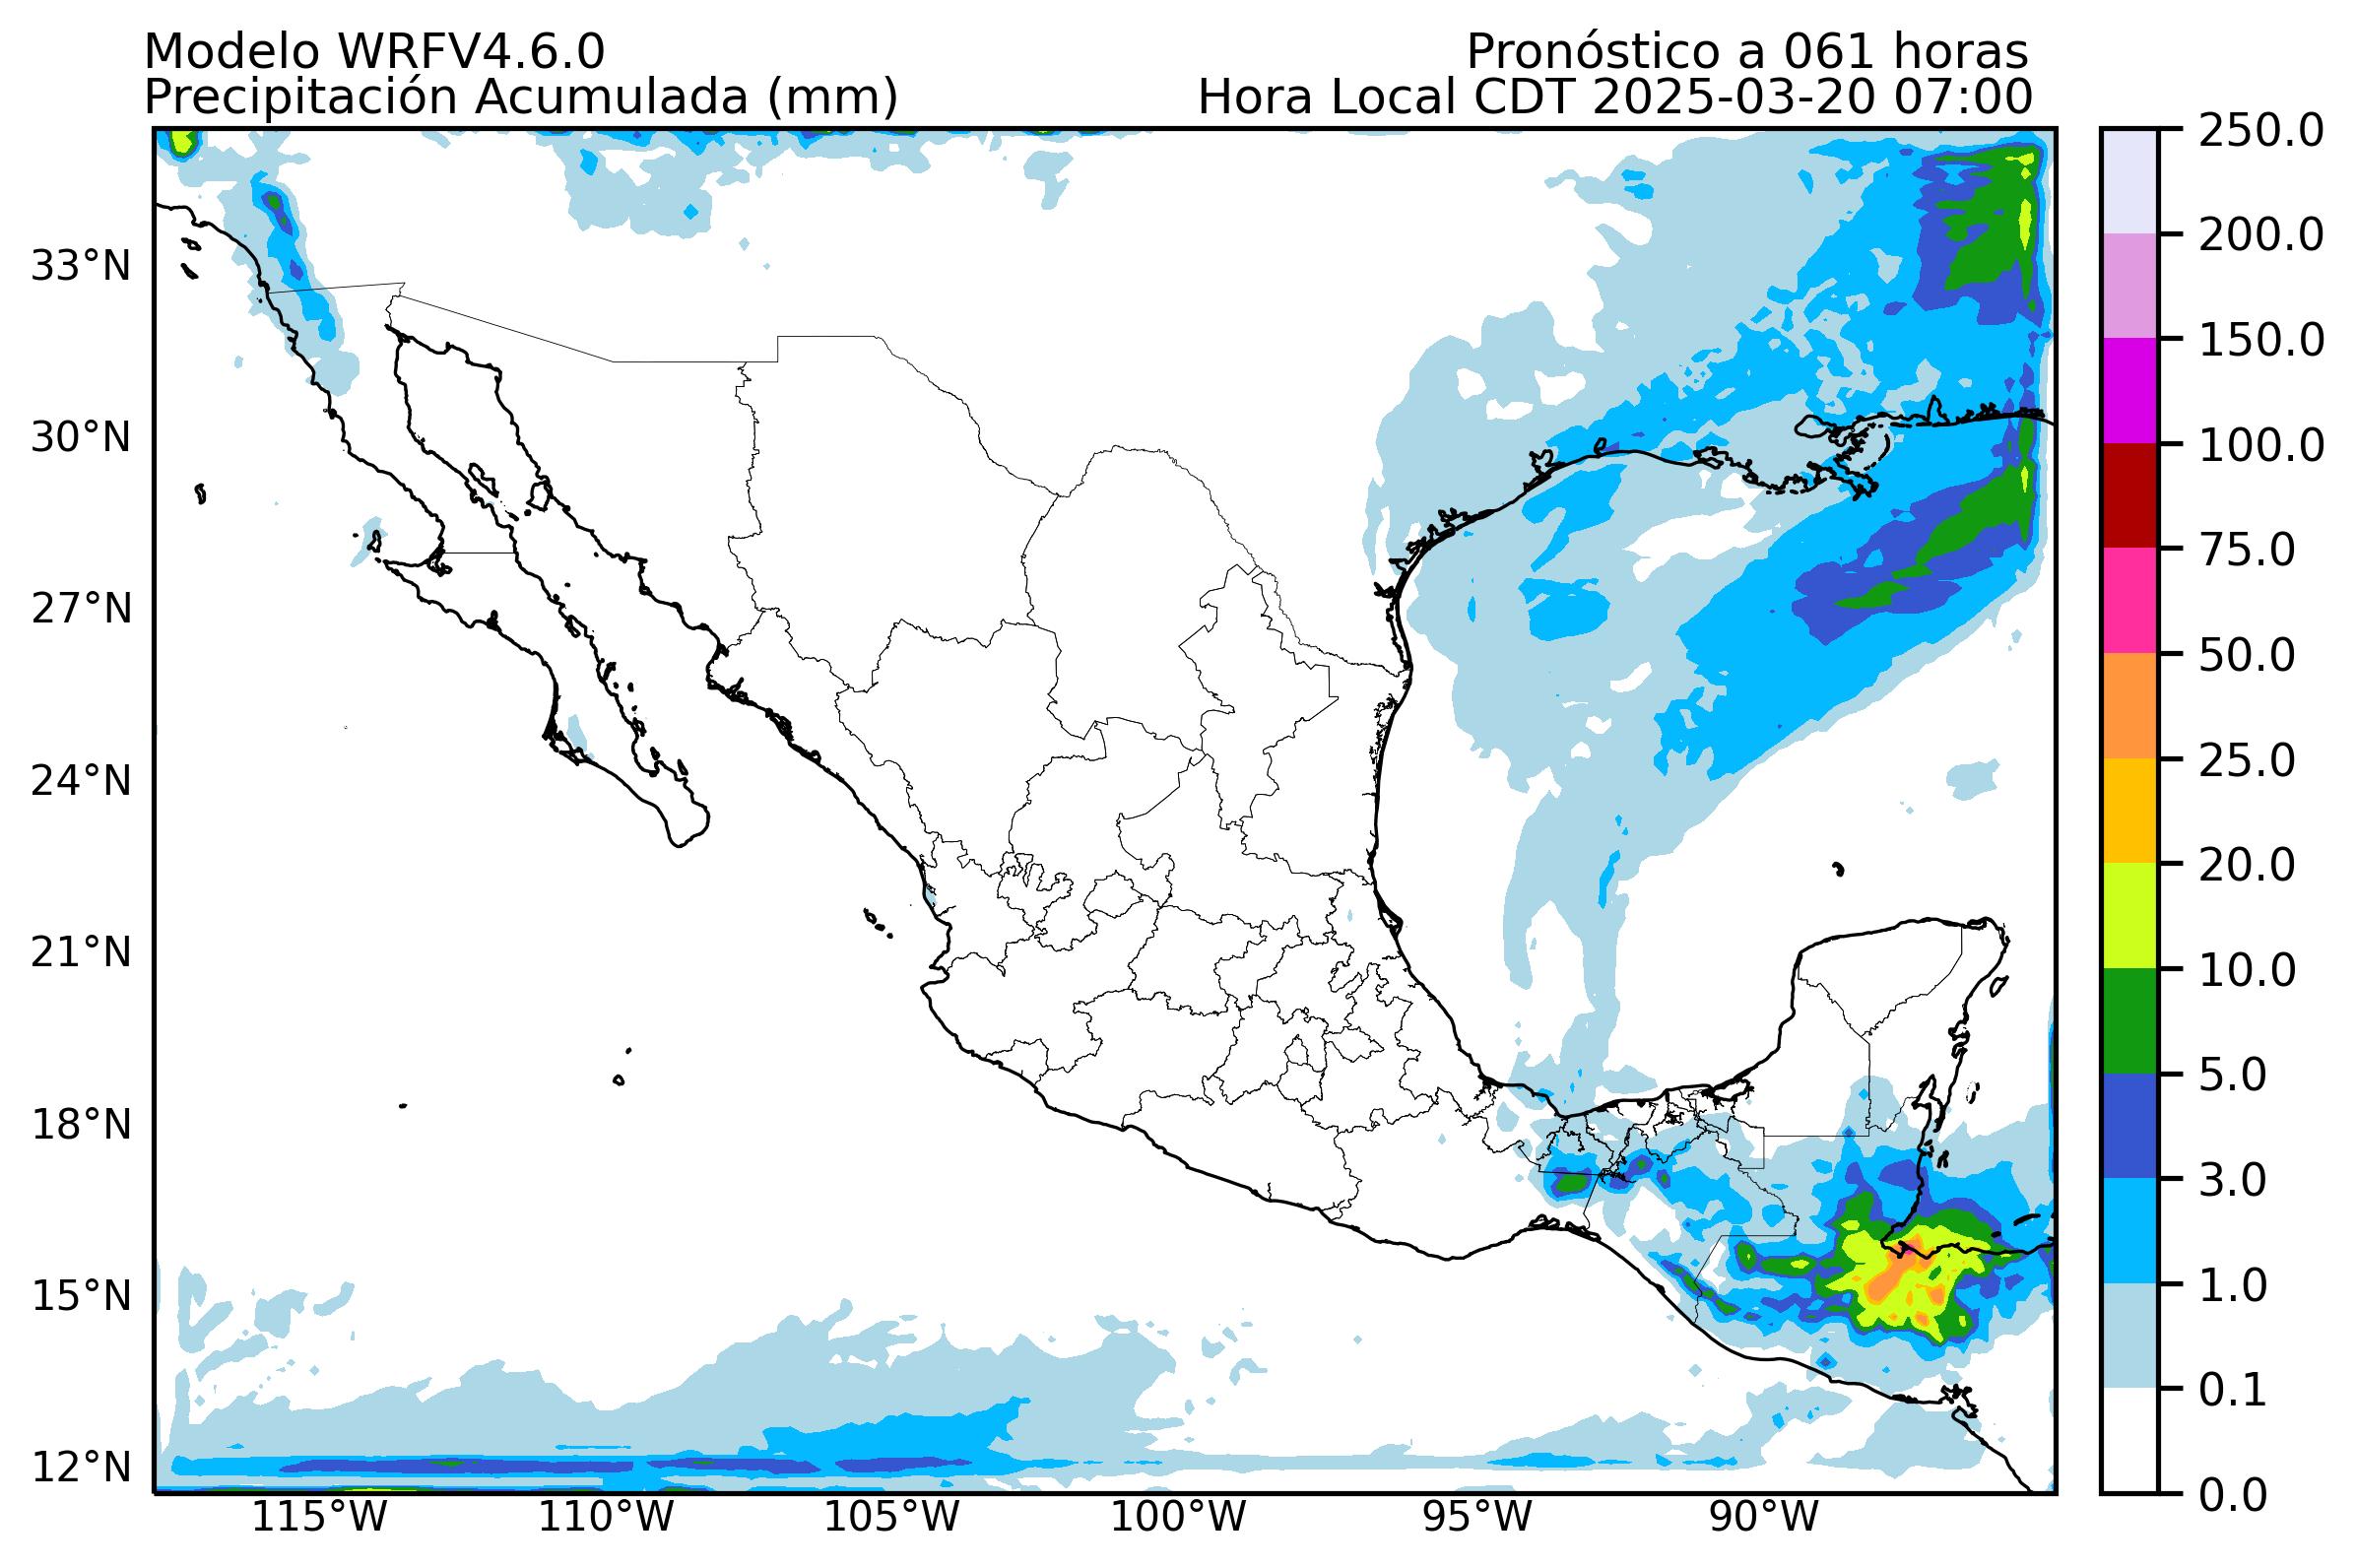 Modelo WRFV4.6.0
Pronóstico a 061 horas
Precipitación Acumulada (mm)
Hora Local CDT 2025-03-20 07:00
33°N
30°N
27°N
24°N
21°N
18°N
15°N
12°N
115°W
110°W
105°W
100°W
95°W
90°W
250.0
200.0
150.0
100.0
75.0
50.0
25.0
20.0
10.0
5.0
3.0
1.0
0.1
0.0